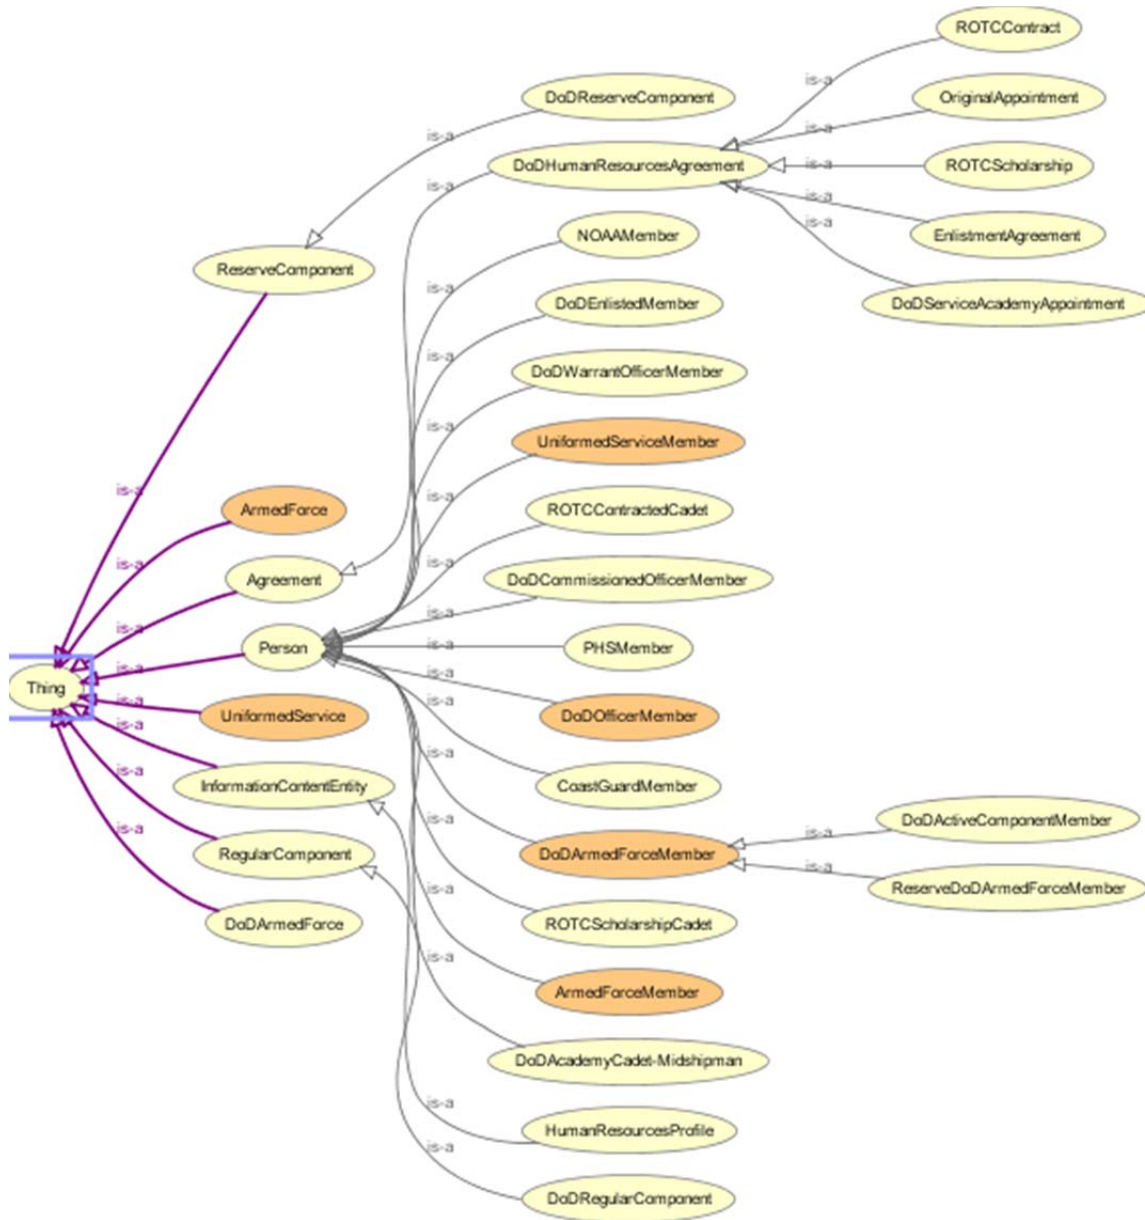 ROTCContract
is-a
DoDReserveComponent
OriginalAppointment
is-a
is-a
DoDHumanResourcesAgreement
is-a
ROTCScholarship
is-a
is-a
NOAAMember
is-a
EnlistmentAgreement
ReserveComponent
is-a
DoDEnlistedMember
DoDServiceAcademyAppointment
is-a
DoDWarrantOfficerMember
is-a
UniformedServiceMember
is-a
is-a
ArmedForce
is-a
ROTCContractedCadet
is-a
is-a
Agreement
DoDCommissionedOfficerMember
is-a
is-a
Person
is-a
PHSMember
is-a
Thing
is-a
is-a
UniformedService
DoDOfficerMember
is-a
is-a
is-a
InformationContentEntity
CoastGuardMember
is-a
DoDActiveComponentMember
is-a
is-a
RegularComponent
DoDArmedForceMember
is-a
is-a
ReserveDoDArmedForceMember
DoDArmedForce
is-a
ROTCScholarshipCadet
is-a
ArmedForceMember
DoDAcademyCadet-Midshipman
is-a
HumanResourcesProfile
is-a
DoDRegularComponent